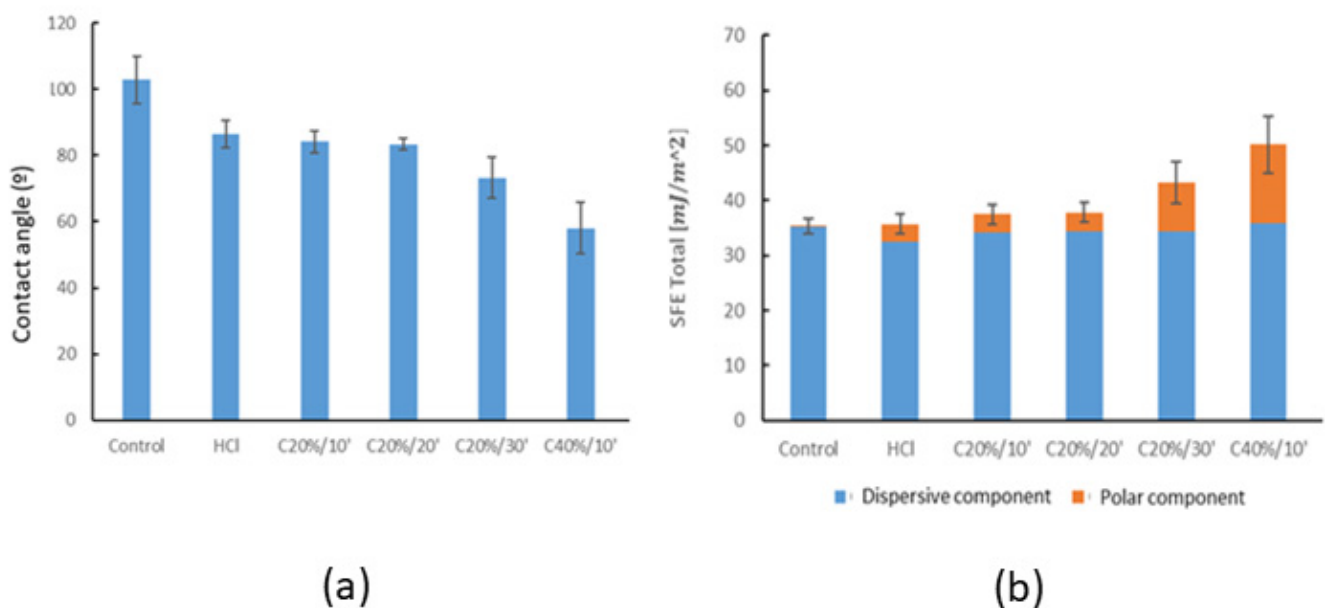 120
100
80
60
40
20
0
Contact angle (º)
Control HCl C20%/10' C20%/20' C20%/30' C40%/10'
(a)
70
60
50
40
30
20
10
0
SFE Total [mJ/m^2]
Control HCl C20%/10' C20%/20' C20%/30' C40%/10'
Dispersive component Polar component
(b)